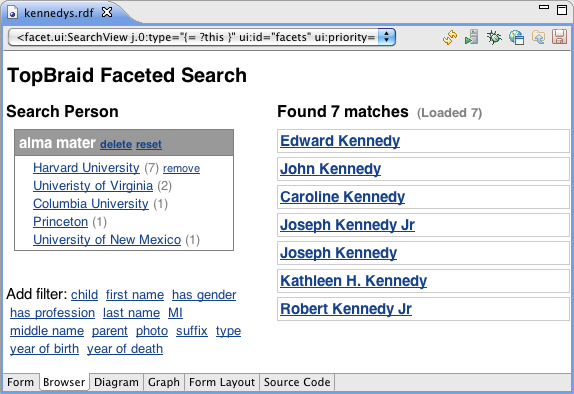 kennedys.rdf
<facet.ui:SearchView j.0:type="{= ?this }" ui:id="facets" ui:priority=
TopBraid Faceted Search
Search Person
alma mater delete reset
Harvard University (7) remove
Univeristy of Virginia (2)
Columbia University (1)
Princeton (1)
University of New Mexico (1)
Add filter: child first name has gender
has profession last name MI
middle name parent photo suffix type
year of birth year of death
Found 7 matches (Loaded 7)
Edward Kennedy
John Kennedy
Caroline Kennedy
Joseph Kennedy Jr
Joseph Kennedy
Kathleen H. Kennedy
Robert Kennedy Jr
Form Browser Diagram Graph Form Layout Source Code